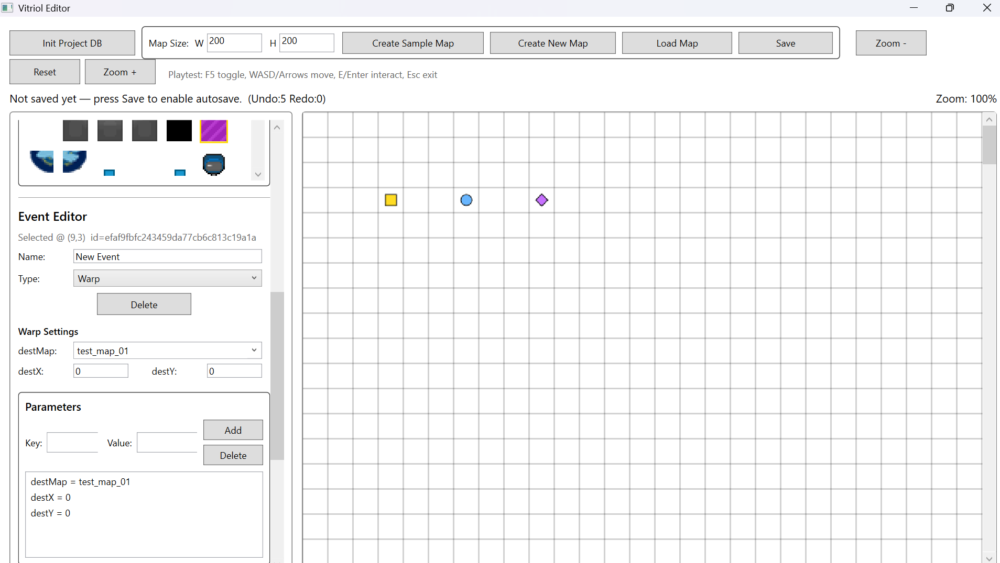 Vitriol Editor
Init Project DB
Map Size: W 200 H 200
Create Sample Map
Create New Map
Load Map
Save
Zoom -
Reset
Zoom +
Playtest: F5 toggle, WASD/Arrows move, E/Enter interact, Esc exit
Not saved yet — press Save to enable autosave. (Undo:5 Redo:0)
Zoom: 100%
Event Editor
Selected @ (9,3) id=efaf9fbfc243459da77cb6c813c19a1a
Name: New Event
Type: Warp
Delete
Warp Settings
destMap: test_map_01
destX: 0 destY: 0
Parameters
Key: Value:
Add
Delete
destMap = test_map_01
destX = 0
destY = 0